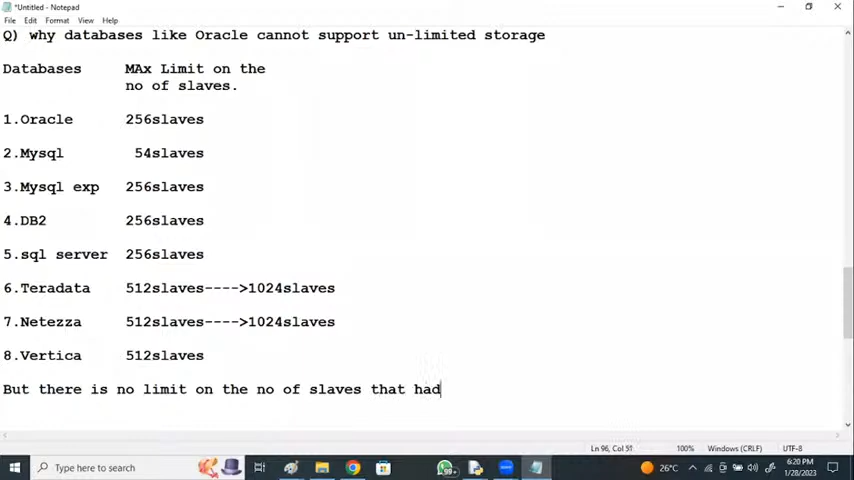 *Untitled - Notepad
File Edit Format View Help
Q) why databases like Oracle cannot support un-limited storage
Databases MAx Limit on the
no of slaves.
1.Oracle 256slaves
2.Mysql 54slaves
3.Mysql exp 256slaves
4.DB2 256slaves
5.sql server 256slaves
6.Teradata 512slaves---->1024slaves
7.Netezza 512slaves---->1024slaves
8.Vertica 512slaves
But there is no limit on the no of slaves that had
Ln 96, Col 51 100% Windows (CRLF) UTF-8
Type here to search 99+ 26°C 6:20 PM
1/28/2023